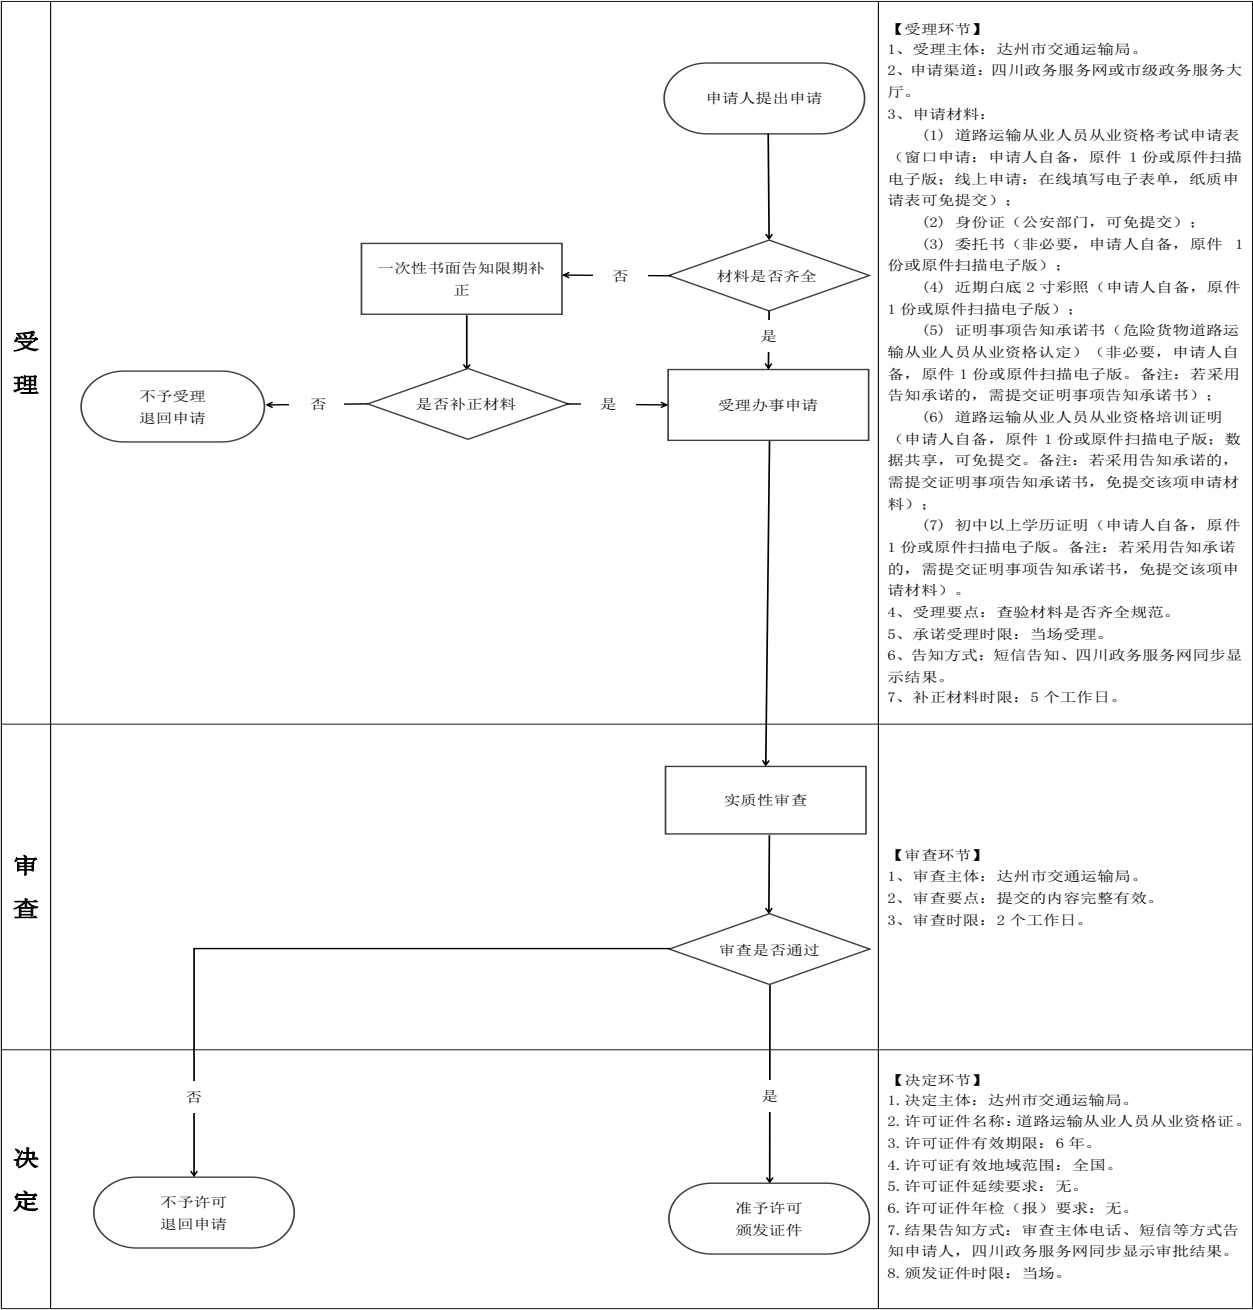 受
理
申请人提出申请
材料是否齐全
否
一次性书面告知限期补
正
是
是否补正材料
否
不予受理
退回申请
是
受理办事申请
【受理环节】
1、受理主体：达州市交通运输局。
2、申请渠道：四川政务服务网或市级政务服务大
厅。
3、申请材料：
（1）道路运输从业人员从业资格考试申请表
（窗口申请：申请人自备，原件 1 份或原件扫描
电子版；线上申请：在线填写电子表单，纸质申
请表可免提交）；
（2）身份证（公安部门，可免提交）；
（3）委托书（非必要，申请人自备，原件 1
份或原件扫描电子版）；
（4）近期白底 2 寸彩照（申请人自备，原件
1 份或原件扫描电子版）；
（5）证明事项告知承诺书（危险货物道路运
输从业人员从业资格认定）（非必要，申请人自
备，原件 1 份或原件扫描电子版。备注：若采用
告知承诺的，需提交证明事项告知承诺书）；
（6）道路运输从业人员从业资格培训证明
（申请人自备，原件 1 份或原件扫描电子版；数
据共享，可免提交。备注：若采用告知承诺的，
需提交证明事项告知承诺书，免提交该项申请材
料）；
（7）初中以上学历证明（申请人自备，原件
1 份或原件扫描电子版。备注：若采用告知承诺
的，需提交证明事项告知承诺书，免提交该项申
请材料）。
4、受理要点：查验材料是否齐全规范。
5、承诺受理时限：当场受理。
6、告知方式：短信告知、四川政务服务网同步显
示结果。
7、补正材料时限：5 个工作日。
审
查
实质性审查
审查是否通过
【审查环节】
1、审查主体：达州市交通运输局。
2、审查要点：提交的内容完整有效。
3、审查时限：2 个工作日。
决
定
否
是
不予许可
退回申请
准予许可
颁发证件
【决定环节】
1.决定主体：达州市交通运输局。
2.许可证件名称：道路运输从业人员从业资格证。
3.许可证件有效期限：6 年。
4.许可证有效地域范围：全国。
5.许可证件延续要求：无。
6.许可证件年检（报）要求：无。
7.结果告知方式：审查主体电话、短信等方式告
知申请人，四川政务服务网同步显示审批结果。
8.颁发证件时限：当场。